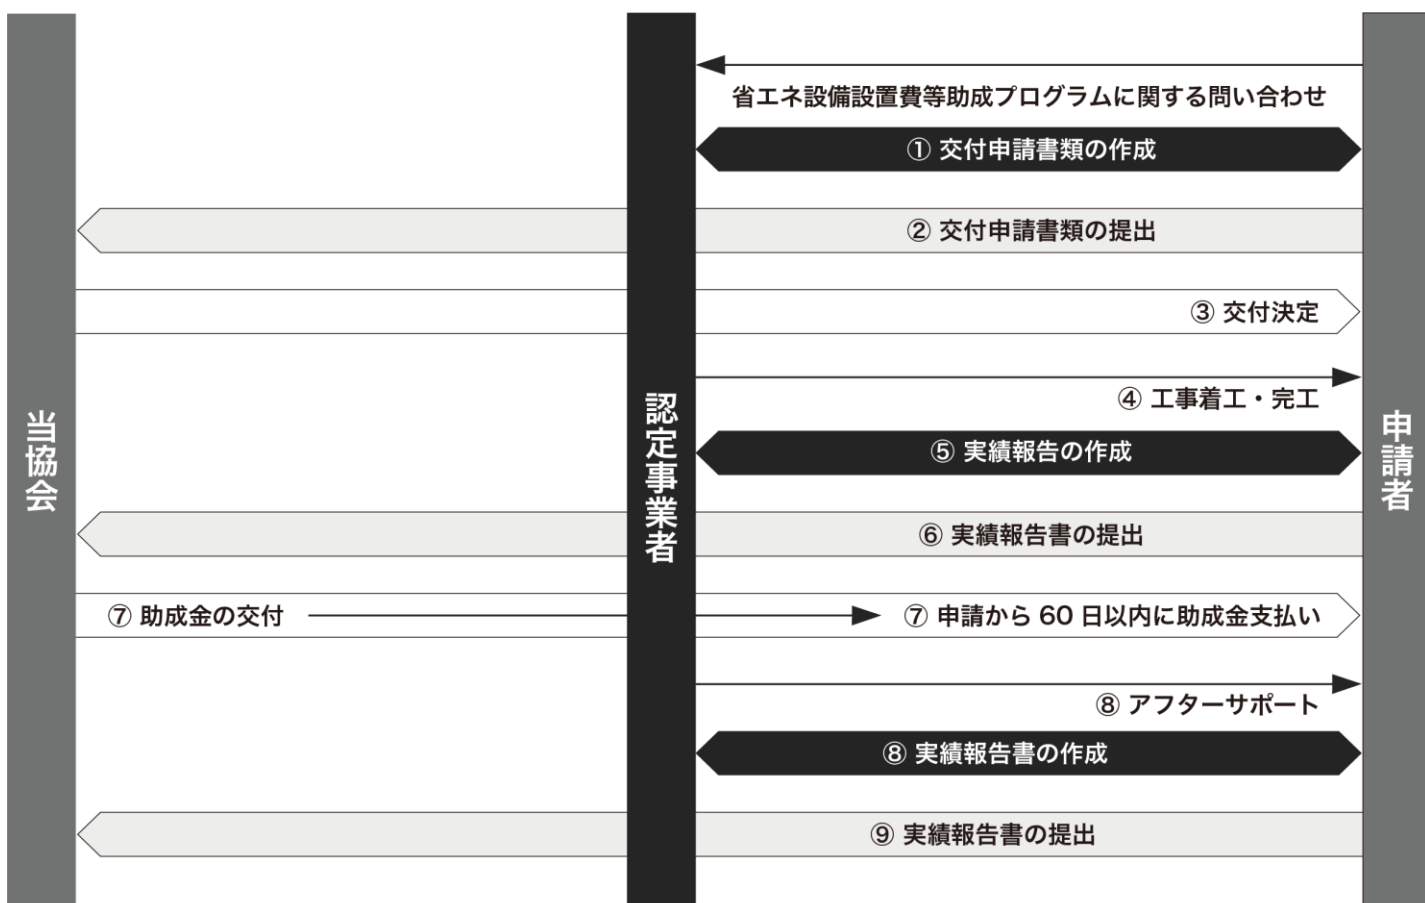 省エネ設備設置費等助成プログラムに関する問い合わせ
① 交付申請書類の作成
② 交付申請書類の提出
③ 交付決定
④ 工事着工・完工
⑤ 実績報告の作成
⑥ 実績報告書の提出
⑦ 助成金の交付
⑦ 申請から 60 日以内に助成金支払い
⑧ アフターサポート
⑧ 実績報告書の作成
⑨ 実績報告書の提出
当協会
認定事業者
申請者